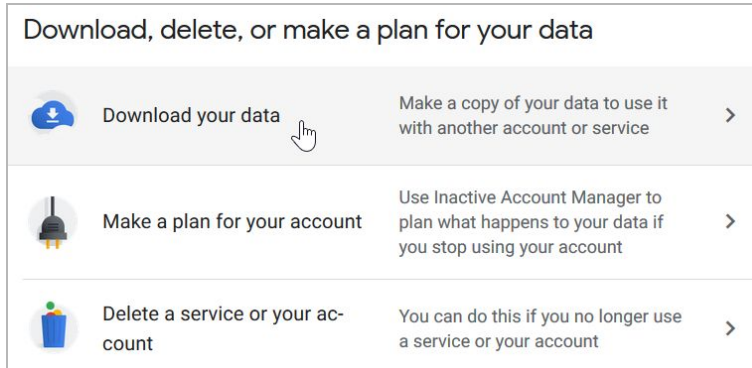 Download, delete, or make a plan for your data
Download your data
Make a copy of your data to use it
with another account or service
Make a plan for your account
Use Inactive Account Manager to
plan what happens to your data if
you stop using your account
Delete a service or your ac-
count
You can do this if you no longer use
a service or your account